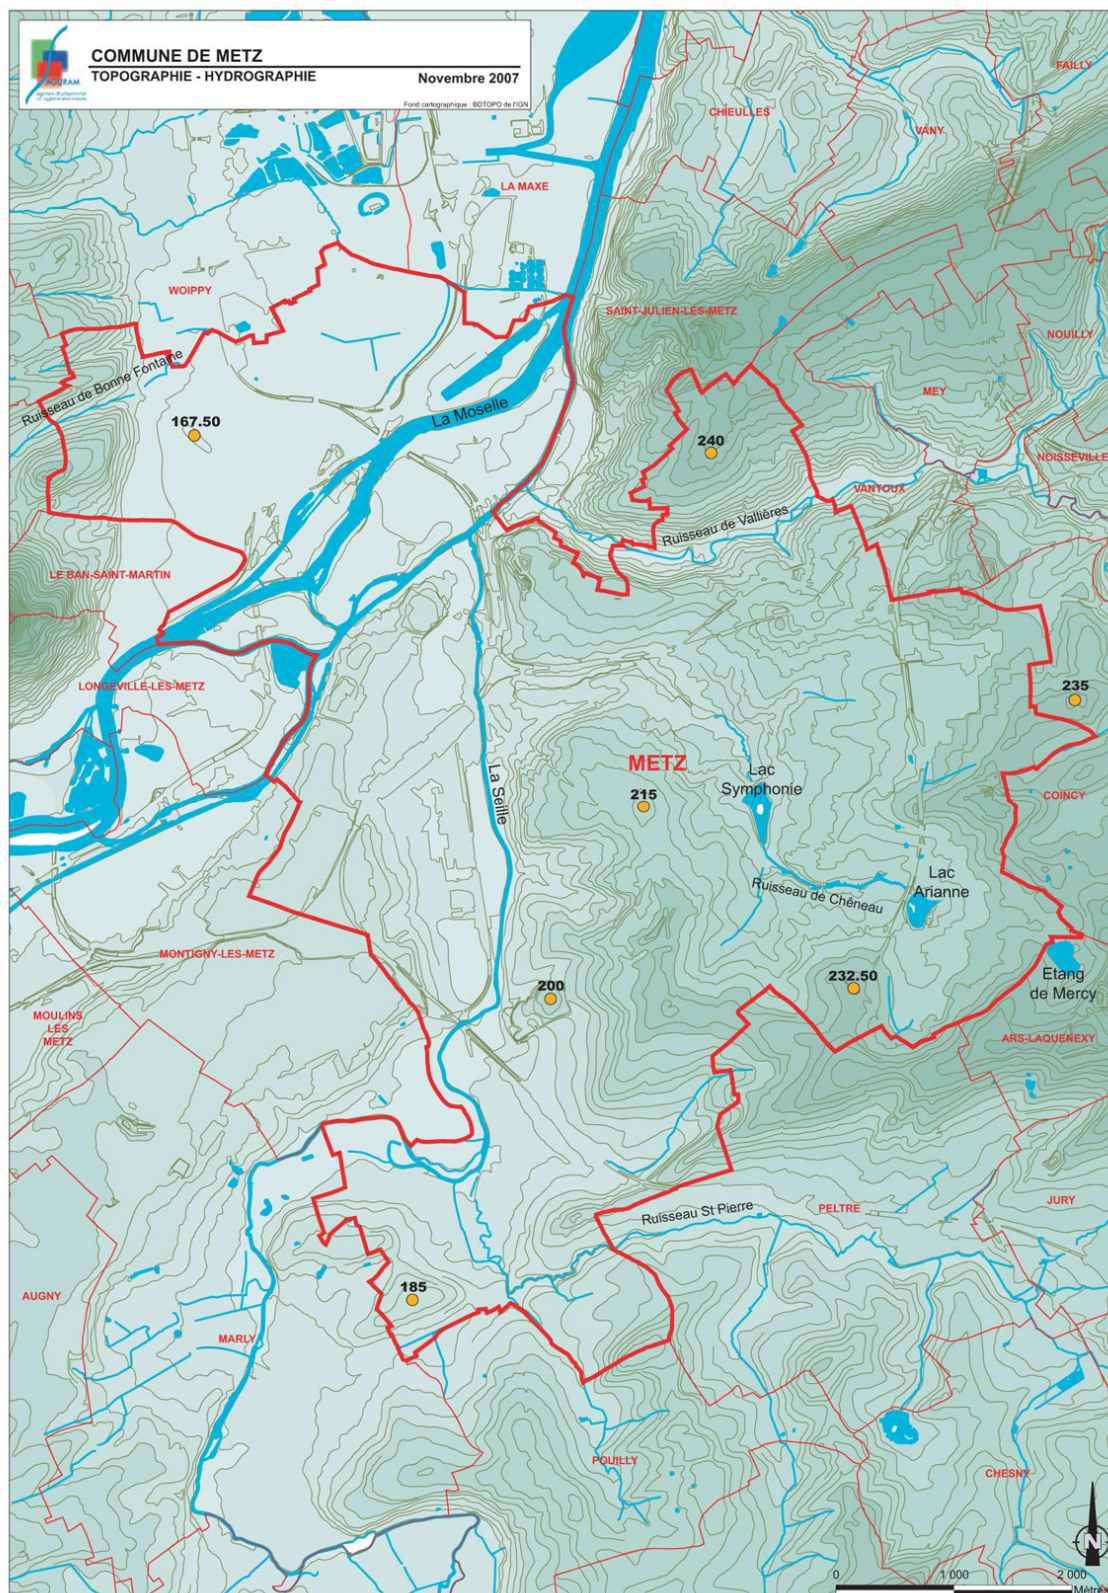 COMMUNE DE METZ
TOPOGRAPHIE - HYDROGRAPHIE
Novembre 2007
Fond cartographique : BDTOPO de l'IGN
AGURAM
FAILLY
CHIEULLES
VANY
LA MAXE
WOIPPY
SAINT-JULIEN-LES-METZ
NOUILLY
Ruisseau de Bonne Fontaine
MEY
La Moselle
167.50
240
NOISSEVILLE
VANTOUX
Ruisseau de Vallières
LE BAN-SAINT-MARTIN
LONGEVILLE-LES-METZ
235
METZ
Lac
Symphonie
La Seille
215
COINCY
Lac
Arianne
Ruisseau de Chêneau
MONTIGNY-LES-METZ
232.50
Etang
de Mercy
200
MOULINS
LES
METZ
ARS-LAQUENEXY
JURY
PELTRE
Ruisseau St Pierre
185
AUGNY
MARLY
POUILLY
CHESNY
N
0
1 000
2 000